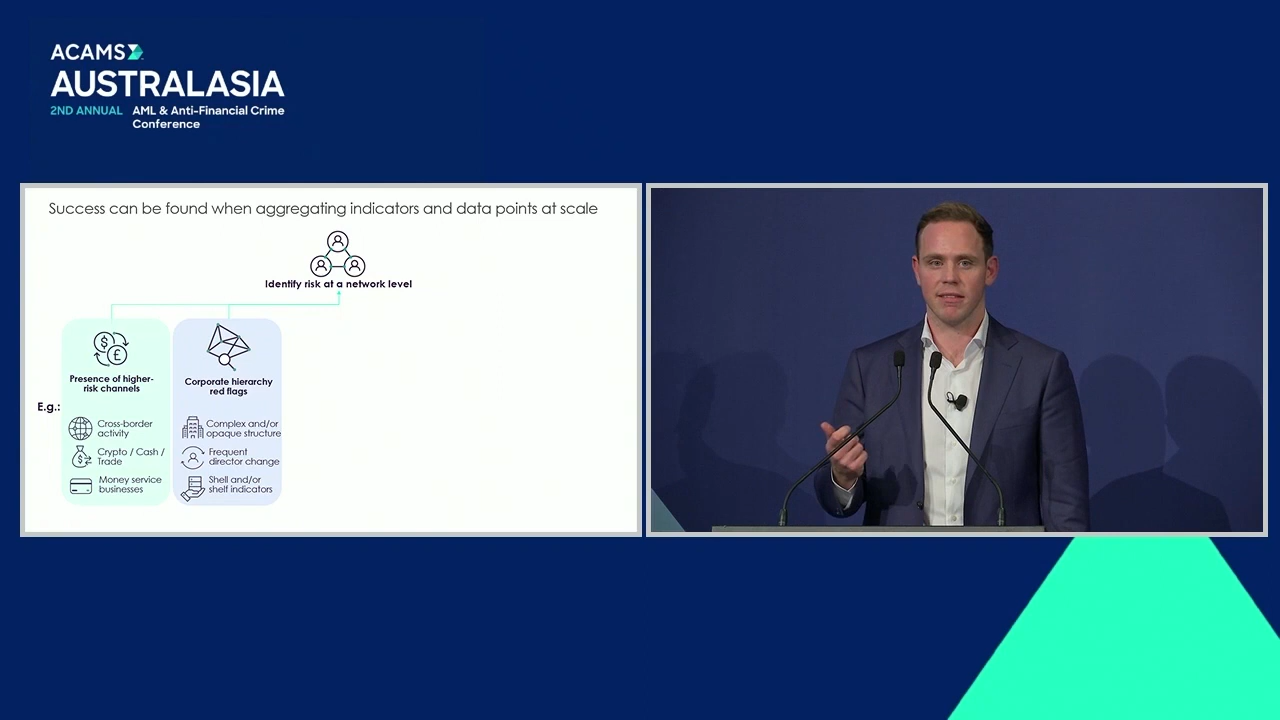 ACAMS
AUSTRALASIA
2ND ANNUAL AML & Anti-Financial Crime
Conference
Success can be found when aggregating indicators and data points at scale
Identify risk at a network level
Presence of higher-
risk channels
E.g.:
Cross-border
activity
Crypto / Cash /
Trade
Money service
businesses
Corporate hierarchy
red flags
Complex and/or
opaque structure
Frequent
director change
Shell and/or
shelf indicators